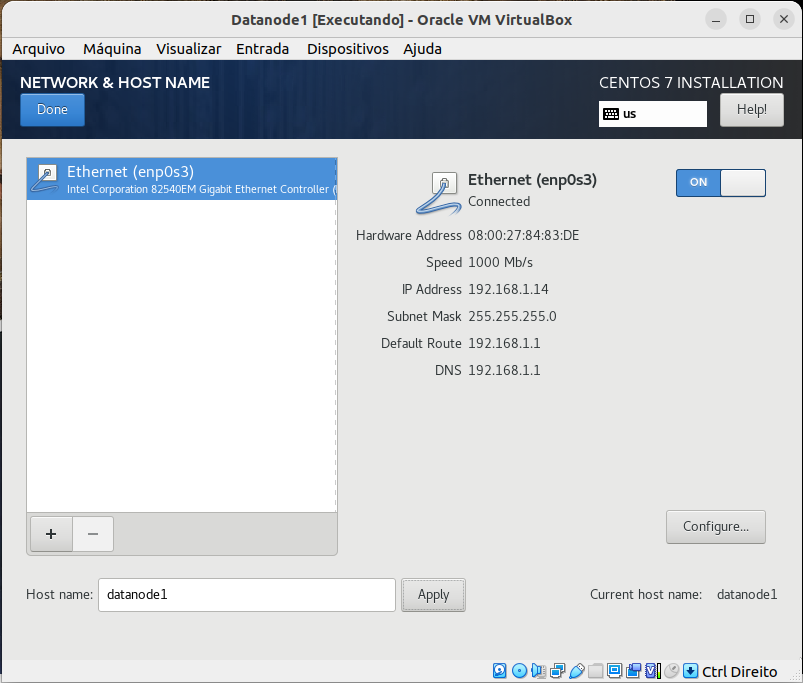 Datanode1 [Executando] - Oracle VM VirtualBox
Arquivo Máquina Visualizar Entrada Dispositivos Ajuda
NETWORK & HOST NAME
CENTOS 7 INSTALLATION
Done
us
Help!
Ethernet (enp0s3)
Intel Corporation 82540EM Gigabit Ethernet Controller (
Ethernet (enp0s3)
Connected
ON
Hardware Address 08:00:27:84:83:DE
Speed 1000 Mb/s
IP Address 192.168.1.14
Subnet Mask 255.255.255.0
Default Route 192.168.1.1
DNS 192.168.1.1
+ −
Configure...
Host name: datanode1 Apply
Current host name: datanode1
Ctrl Direito